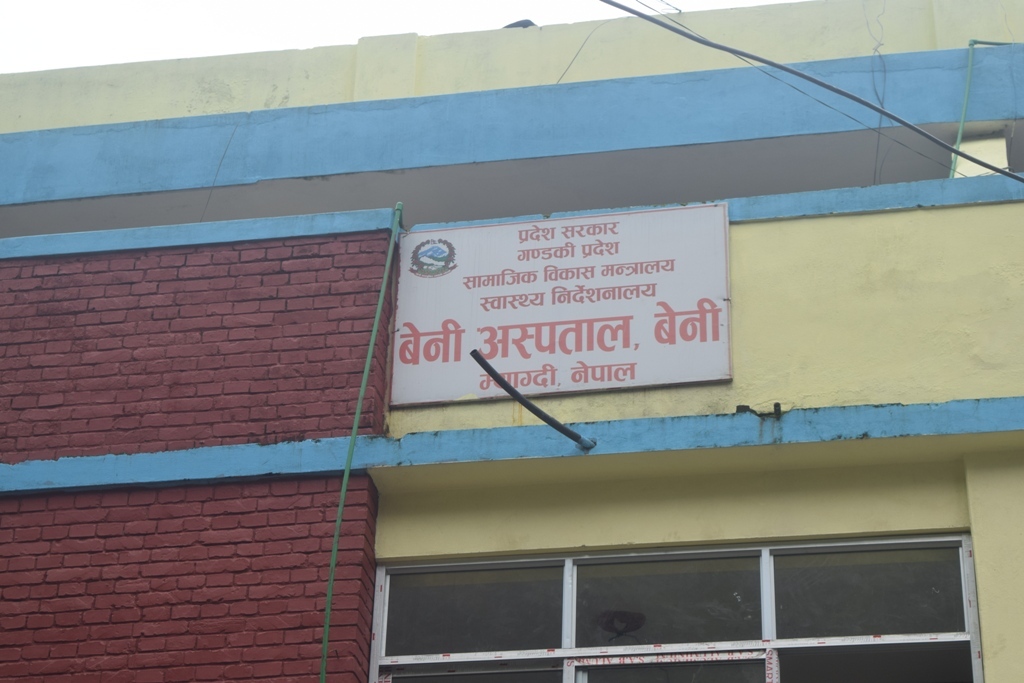 प्रदेश सरकार
गण्डकी प्रदेश
सामाजिक विकास मन्त्रालय
स्वास्थ्य निर्देशनालय
बेनी अस्पताल, बेनी
म्याग्दी, नेपाल